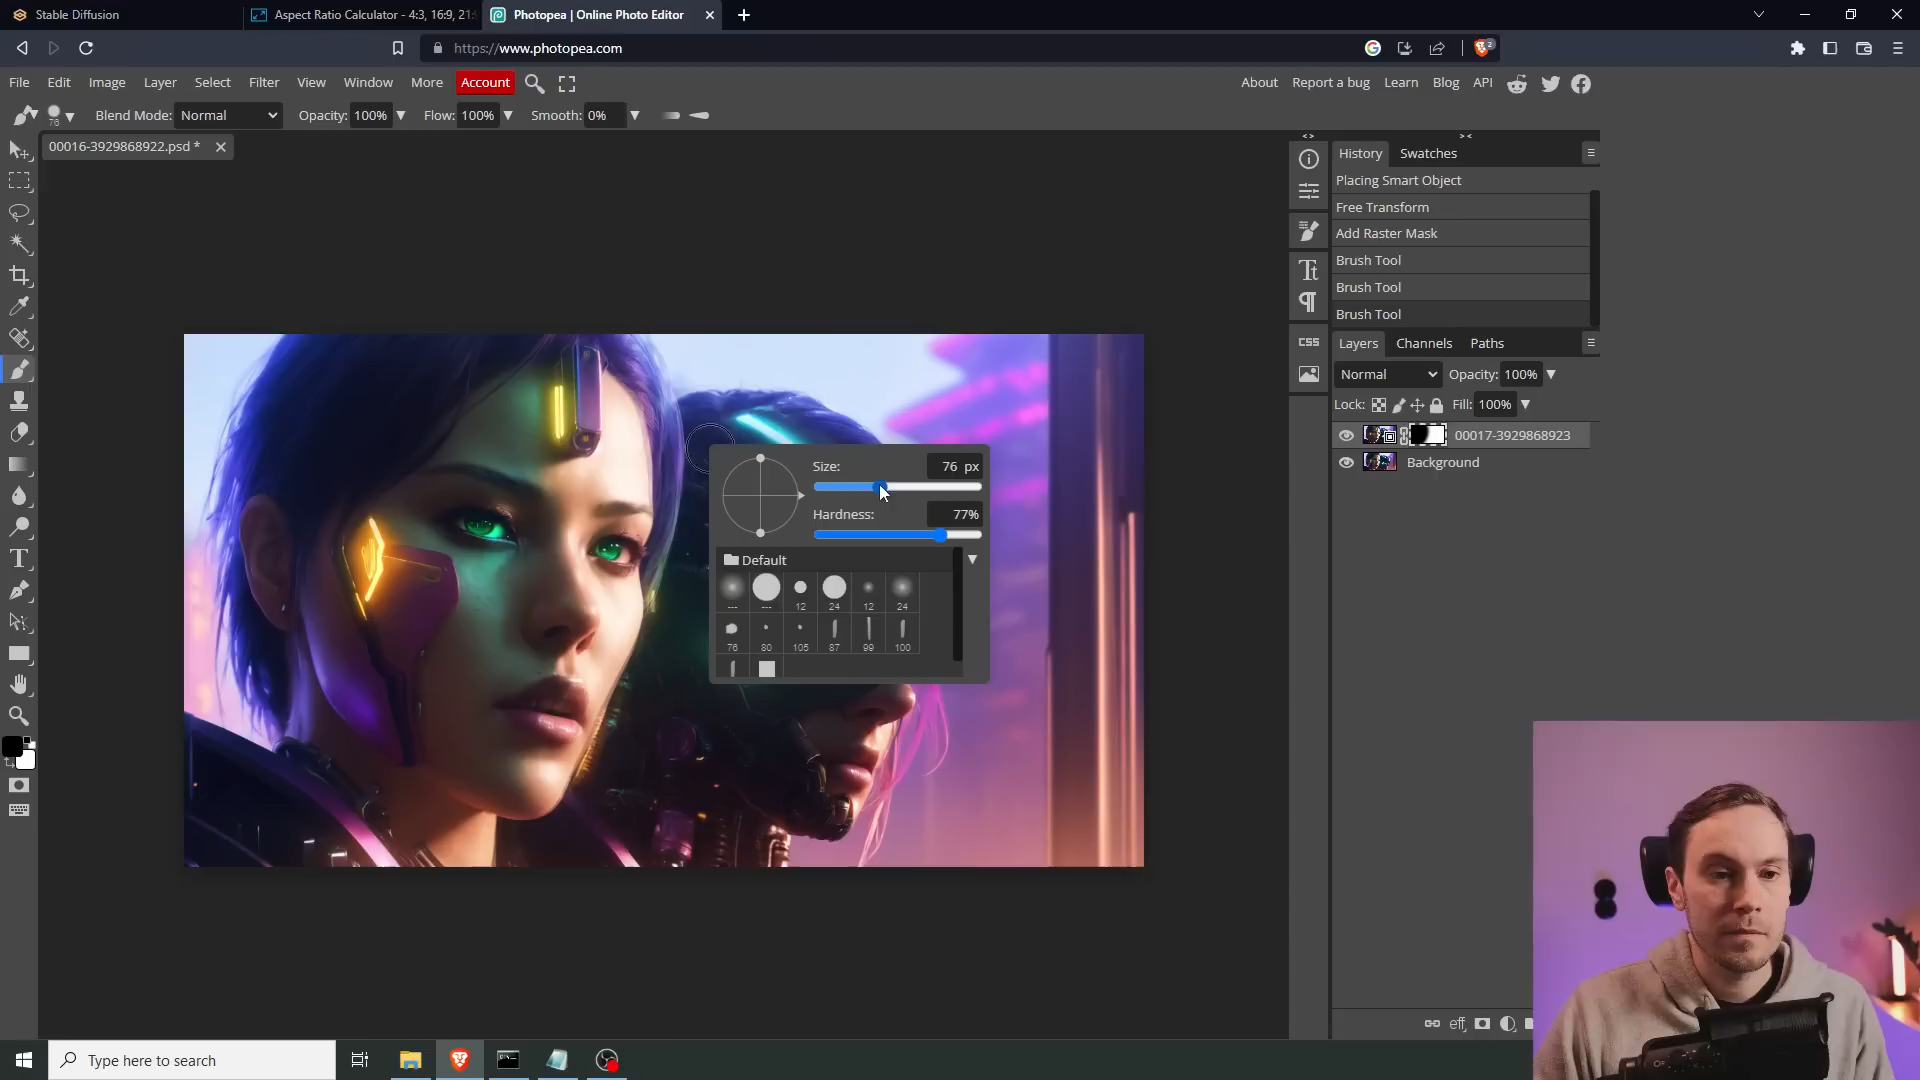 Stable Diffusion
Aspect Ratio Calculator - 4:3, 16:9, 21:
Photopea | Online Photo Editor
https://www.photopea.com
2
File Edit Image Layer Select Filter View Window More Account
About Report a bug Learn Blog API
76
Blend Mode: Normal Opacity: 100% Flow: 100% Smooth: 0%
00016-3929868922.psd *
History Swatches
Placing Smart Object
Free Transform
Add Raster Mask
Brush Tool
Brush Tool
Brush Tool
CSS
Layers Channels Paths
Normal Opacity: 100%
Lock: Fill: 100%
00017-3929868923
Background
Size: 76 px
Hardness: 77%
Default
--- --- 12 24 12 24
76 80 105 87 99 100
eff
Type here to search